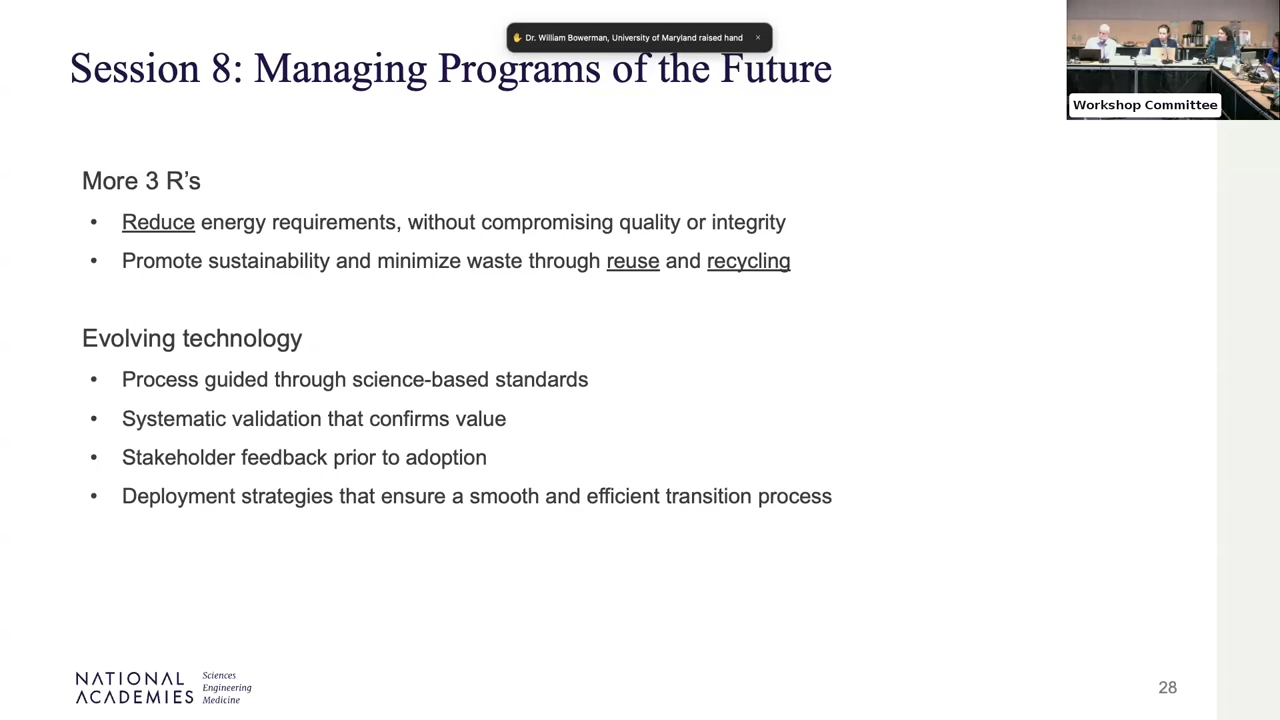 ✋ Dr. William Bowerman, University of Maryland raised hand ×
Session 8: Managing Programs of the Future
Workshop Committee
More 3 R’s
• Reduce energy requirements, without compromising quality or integrity
• Promote sustainability and minimize waste through reuse and recycling
Evolving technology
• Process guided through science-based standards
• Systematic validation that confirms value
• Stakeholder feedback prior to adoption
• Deployment strategies that ensure a smooth and efficient transition process
NATIONAL
ACADEMIES
Sciences
Engineering
Medicine
28